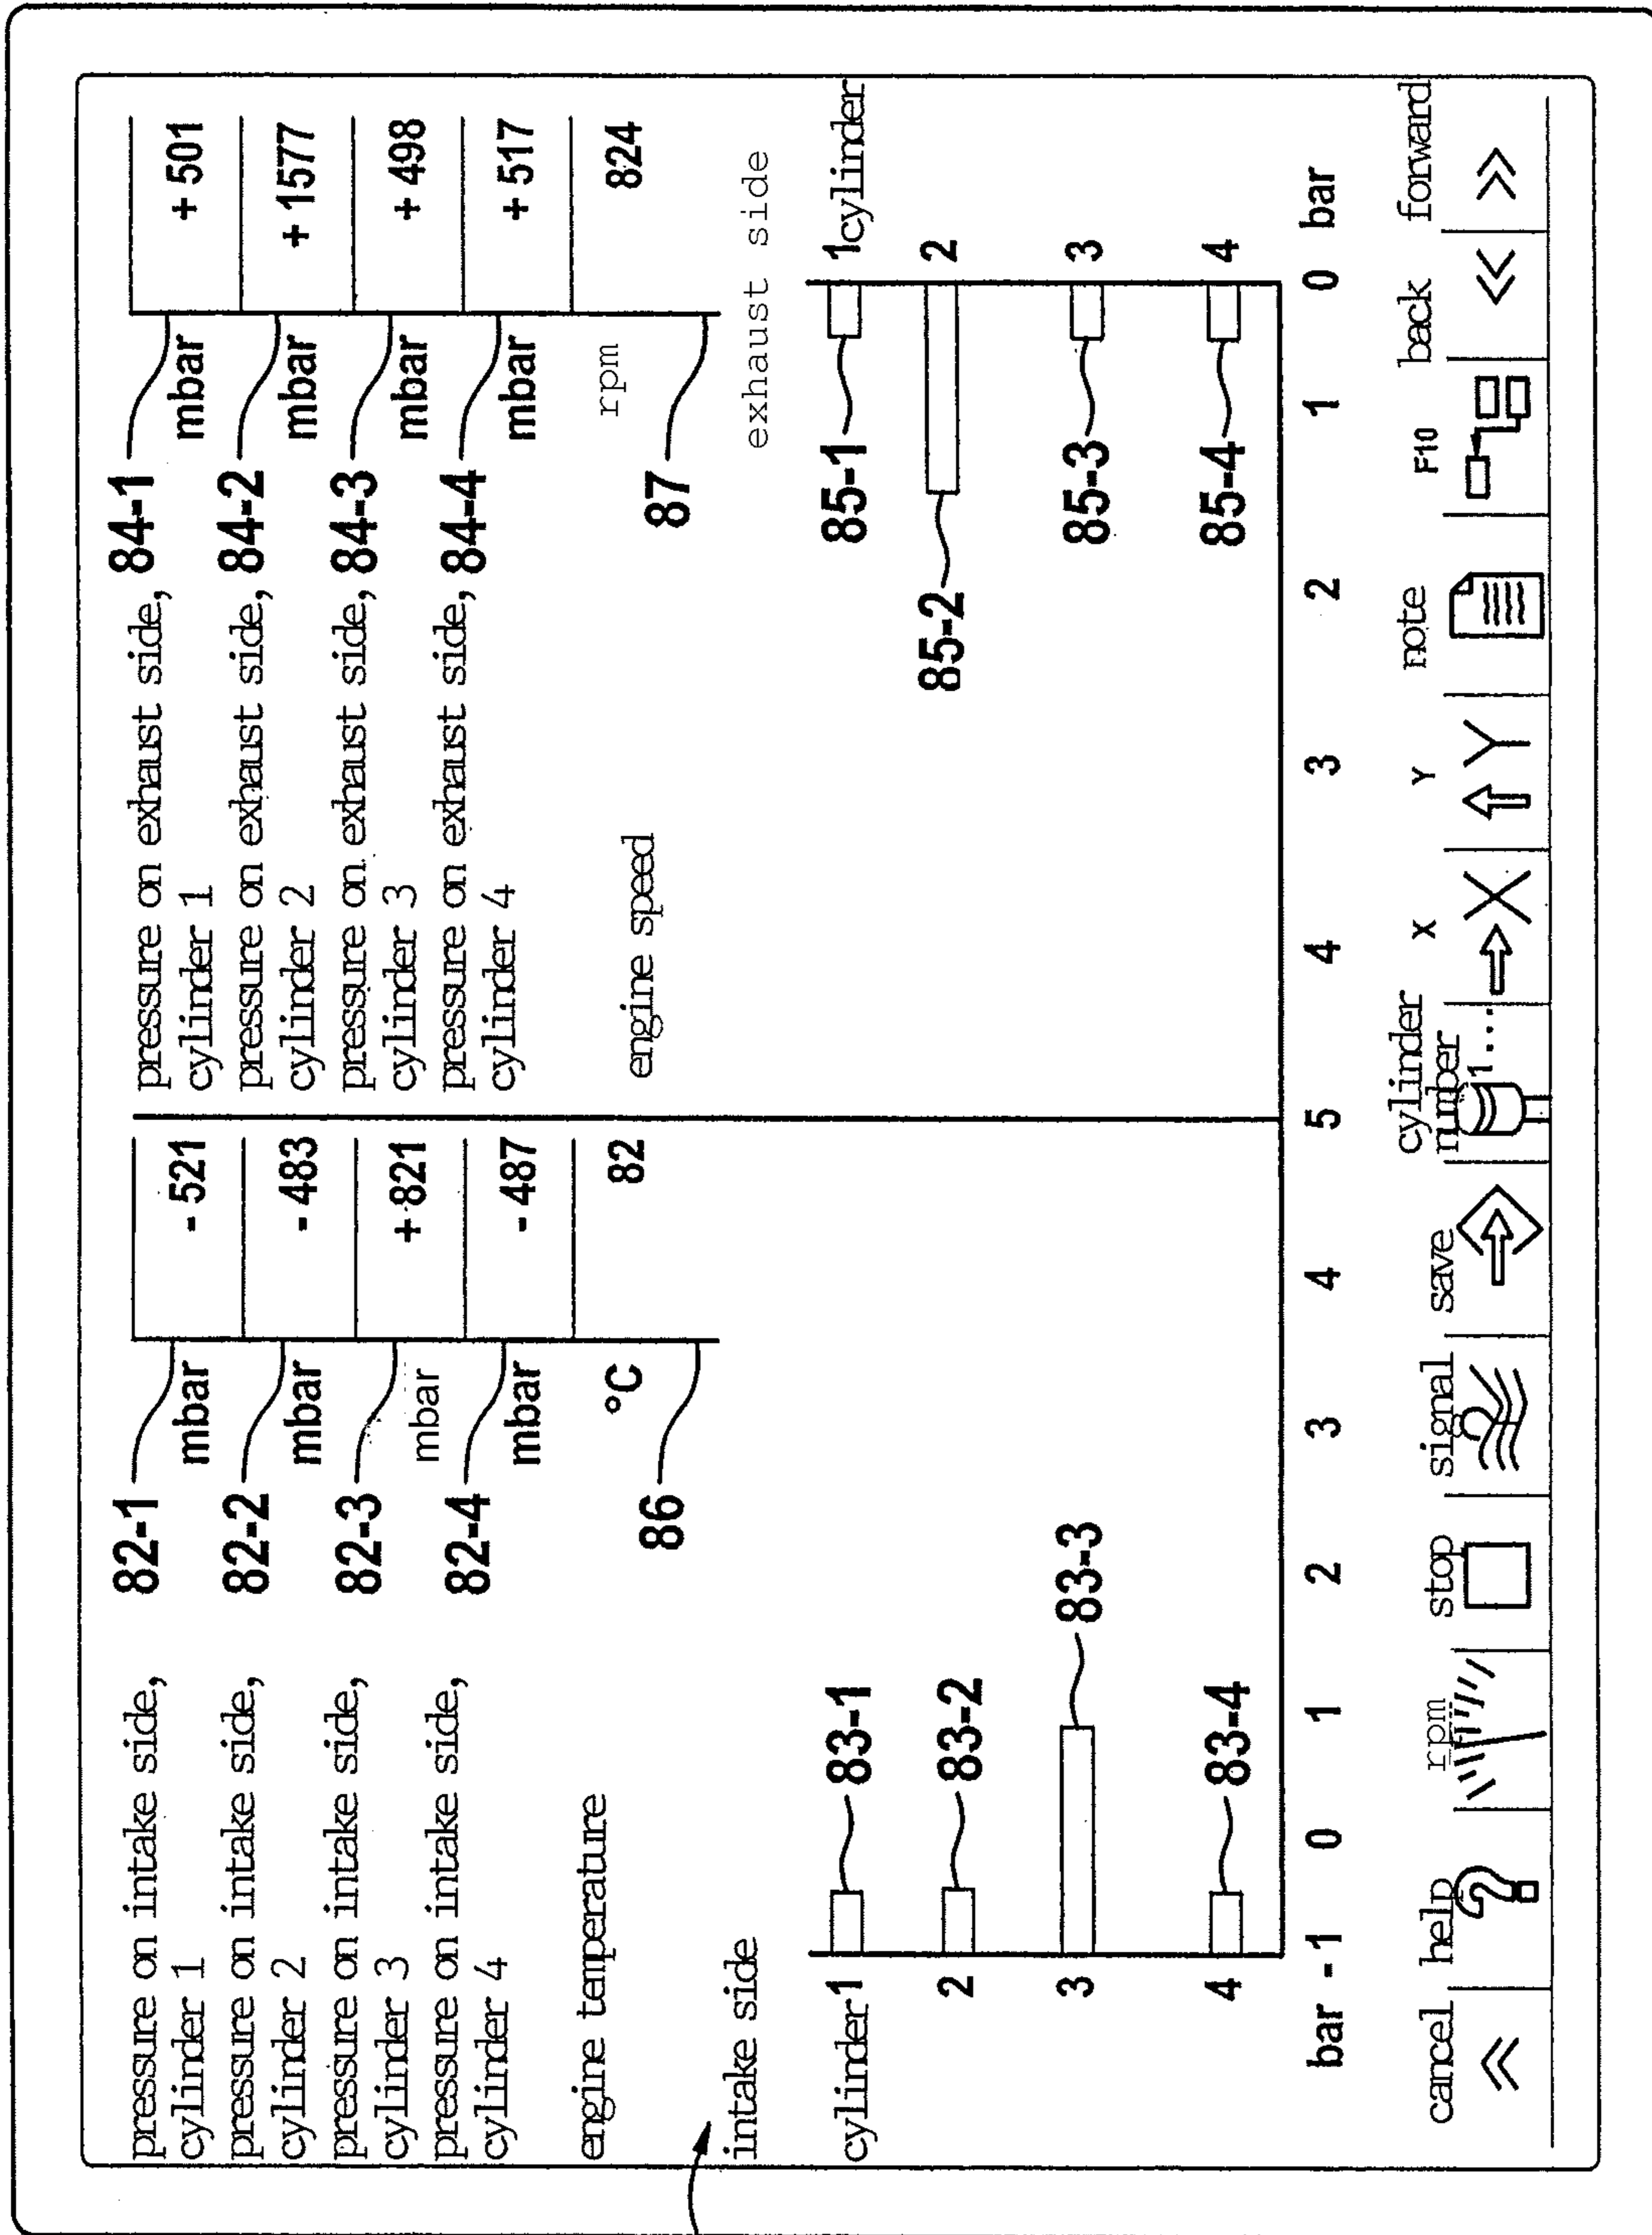 pressure on intake side, 82-1 mbar - 521
cylinder 1
pressure on intake side, 82-2 mbar - 483
cylinder 2
pressure on intake side, 82-3 mbar + 821
cylinder 3
pressure on intake side, 82-4 mbar - 487
cylinder 4
engine temperature 86 °C 82
pressure on exhaust side, 84-1 mbar + 501
cylinder 1
pressure on exhaust side, 84-2 mbar + 1577
cylinder 2
pressure on exhaust side, 84-3 mbar + 498
cylinder 3
pressure on exhaust side, 84-4 mbar + 517
cylinder 4
engine speed 87 rpm 824
intake side
exhaust side
cylinder 1 83-1
2 83-2
3 83-3
4 83-4
85-1 1 cylinder
85-2 2
85-3 3
85-4 4
bar - 1 0 1 2 3 4 5 4 3 2 1 0 bar
cancel help rpm stop signal save cylinder number X Y note F10 back forward
1... X Y